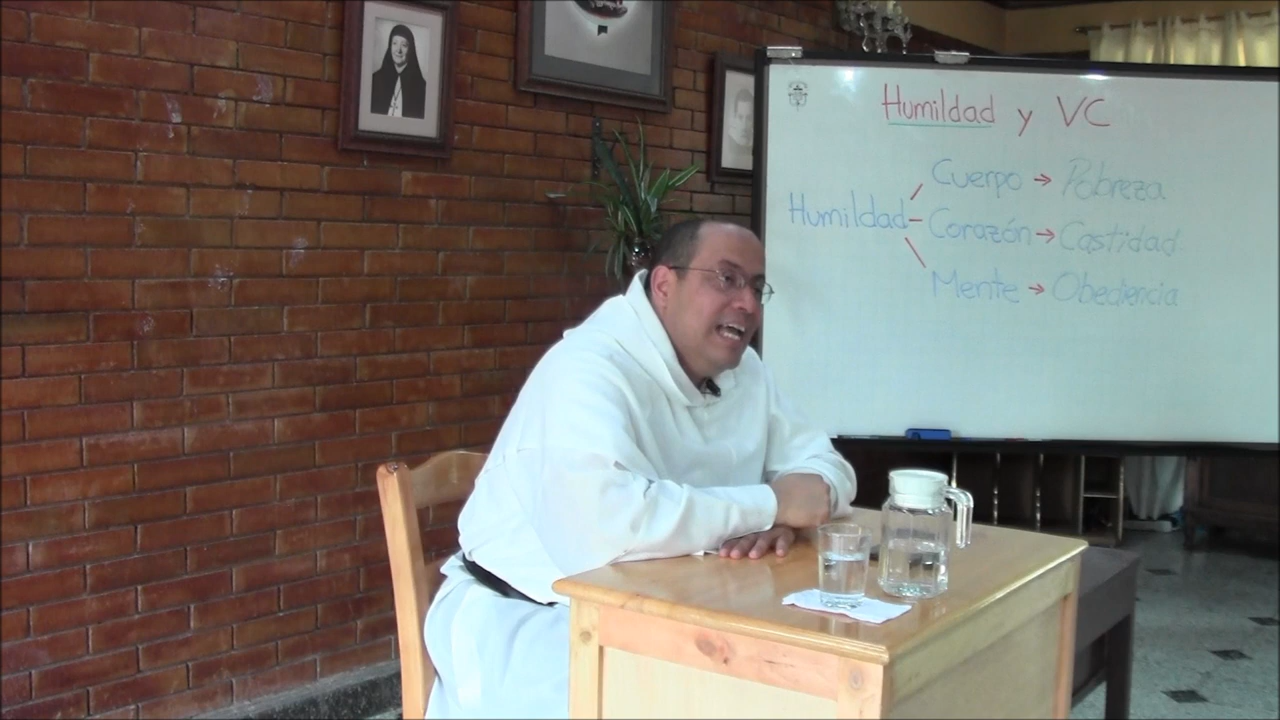 Humildad y VC
Cuerpo → Pobreza
Humildad Corazón → Castidad
Mente → Obediencia